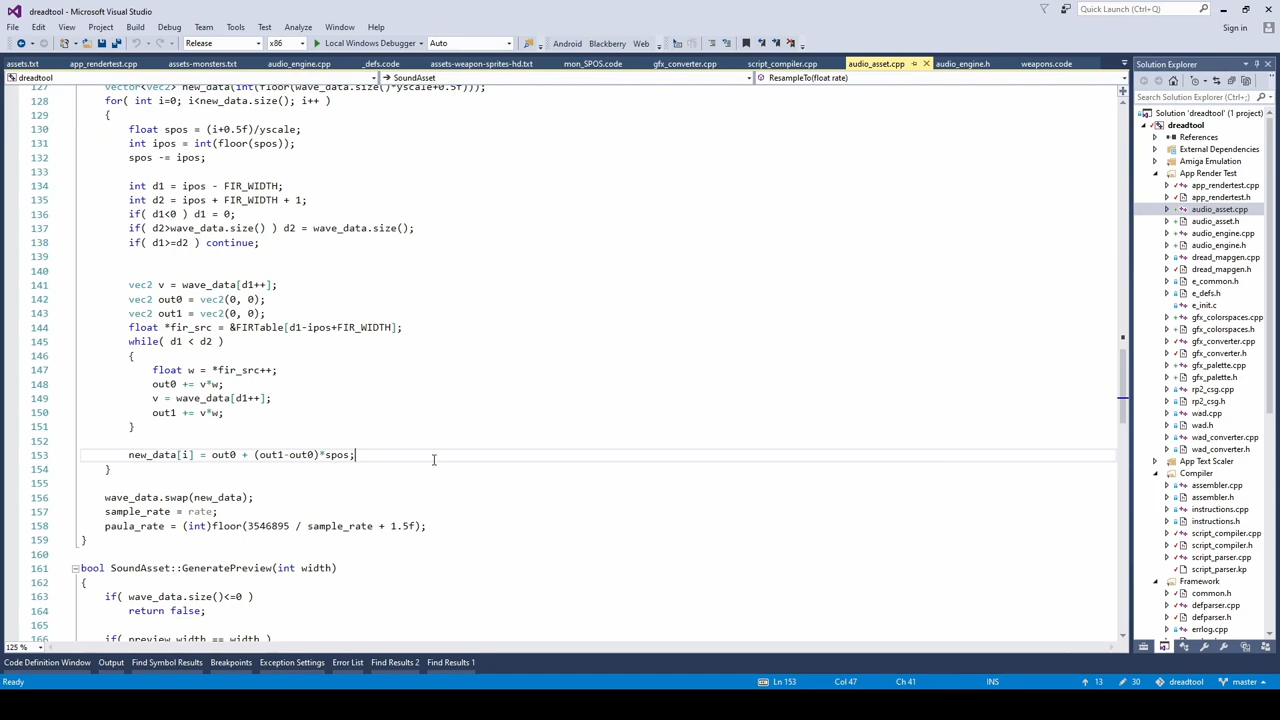 dreadtool - Microsoft Visual Studio
Quick Launch (Ctrl+Q)
File Edit View Project Build Debug Team Tools Test Analyze Window Help
Sign in
Release x86 Local Windows Debugger Auto Android Blackberry Web
assets.txt app_rendertest.cpp assets-monsters.txt audio_engine.cpp _defs.code assets-weapon-sprites-hd.txt mon_SPOS.code gfx_converter.cpp script_compiler.cpp audio_asset.cpp audio_engine.h weapons.code
dreadtool SoundAsset ResampleTo(float rate)
127 vector<vec2> new_data(int(floor(wave_data.size()*yscale+0.5f)));
128 for( int i=0; i<new_data.size(); i++ )
129 {
130 float spos = (i+0.5f)/yscale;
131 int ipos = int(floor(spos));
132 spos -= ipos;
133
134 int d1 = ipos - FIR_WIDTH;
135 int d2 = ipos + FIR_WIDTH + 1;
136 if( d1<0 ) d1 = 0;
137 if( d2>wave_data.size() ) d2 = wave_data.size();
138 if( d1>=d2 ) continue;
139
140
141 vec2 v = wave_data[d1++];
142 vec2 out0 = vec2(0, 0);
143 vec2 out1 = vec2(0, 0);
144 float *fir_src = &FIRTable[d1-ipos+FIR_WIDTH];
145 while( d1 < d2 )
146 {
147 float w = *fir_src++;
148 out0 += v*w;
149 v = wave_data[d1++];
150 out1 += v*w;
151 }
152
153 new_data[i] = out0 + (out1-out0)*spos;
154 }
155
156 wave_data.swap(new_data);
157 sample_rate = rate;
158 paula_rate = (int)floor(3546895 / sample_rate + 1.5f);
159 }
160
161 bool SoundAsset::GeneratePreview(int width)
162 {
163 if( wave_data.size()<=0 )
164 return false;
165
166 if( preview_width == width )
125 %
Solution Explorer
Search Solution Explorer (Ctrl+;)
Solution 'dreadtool' (1 project)
dreadtool
References
External Dependencies
Amiga Emulation
App Render Test
app_rendertest.cpp
app_rendertest.h
audio_asset.cpp
audio_asset.h
audio_engine.cpp
audio_engine.h
dread_mapgen.cpp
dread_mapgen.h
e_common.h
e_defs.h
e_init.c
gfx_colorspaces.cpp
gfx_colorspaces.h
gfx_converter.cpp
gfx_converter.h
gfx_palette.cpp
gfx_palette.h
rp2_csg.cpp
rp2_csg.h
wad.cpp
wad.h
wad_converter.cpp
wad_converter.h
App Text Scaler
Compiler
assembler.cpp
assembler.h
instructions.cpp
instructions.h
script_compiler.cpp
script_compiler.h
script_parser.cpp
script_parser.kp
Framework
common.h
defparser.cpp
defparser.h
errlog.cpp
errlog.h
Code Definition Window Output Find Symbol Results Breakpoints Exception Settings Error List Find Results 2 Find Results 1
Ready Ln 153 Col 47 Ch 41 INS 13 30 dreadtool master